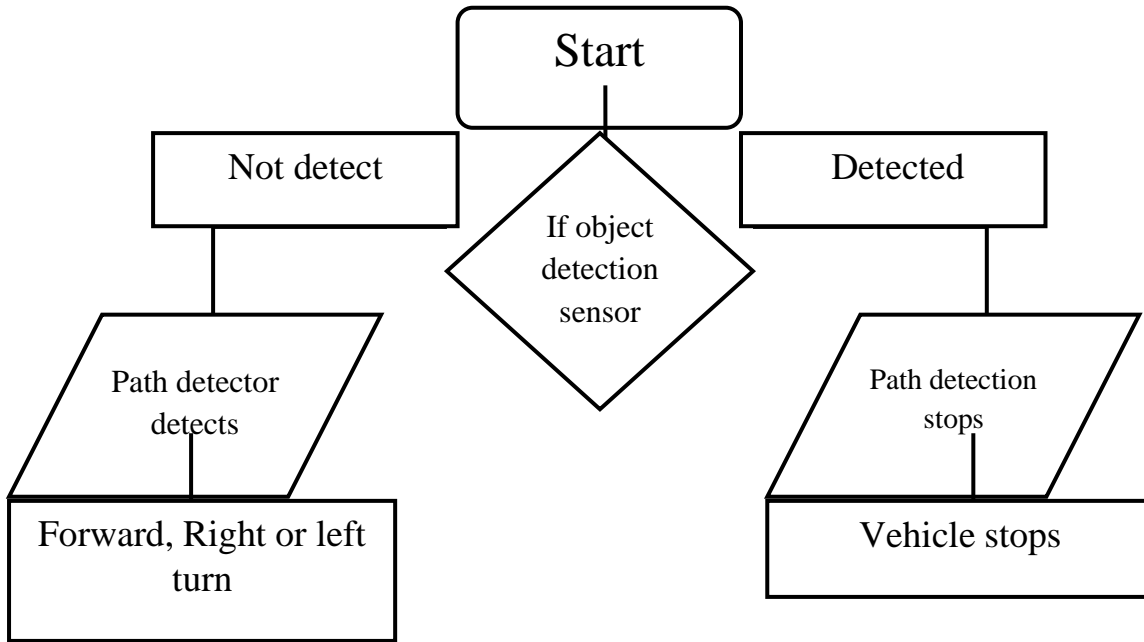 Start
Not detect
Detected
If object
detection
sensor
Path detector
detects
Path detection
stops
Forward, Right or left
turn
Vehicle stops